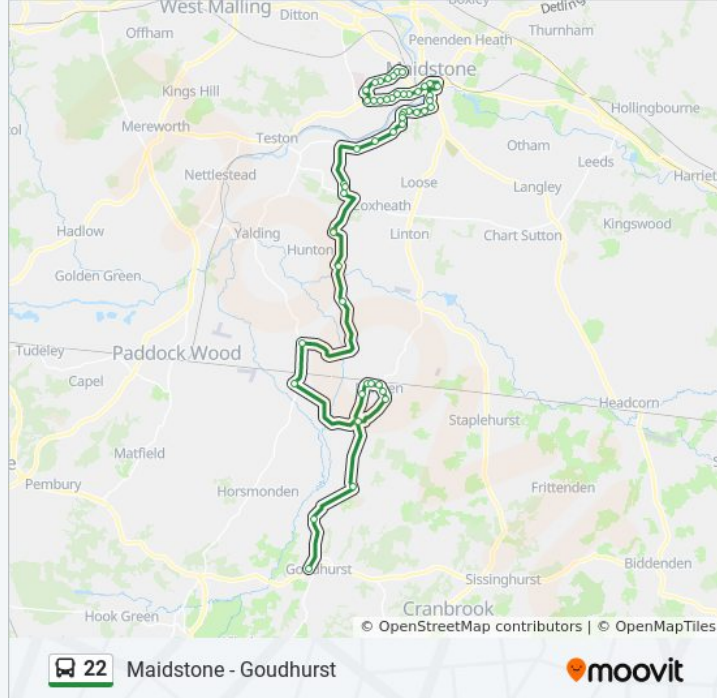 West Malling
Ditton
Boxley
Detling
Offham
Penenden Heath
Thurnham
Maidstone
Kings Hill
Hollingbourne
Mereworth
Teston
Otham
Leeds
Nettlestead
Loose
Langley
Harriet
Coxheath
Hadlow
Yalding
Linton
Chart Sutton
Kingswood
Hunton
Golden Green
Tudeley
Paddock Wood
Capel
Headcorn
Staplehurst
Matfield
Pembury
Horsmonden
Frittenden
Goudhurst
Biddenden
Sissinghurst
Cranbrook
Hook Green
© OpenStreetMap contributors | © OpenMapTiles
22 Maidstone - Goudhurst
moovit